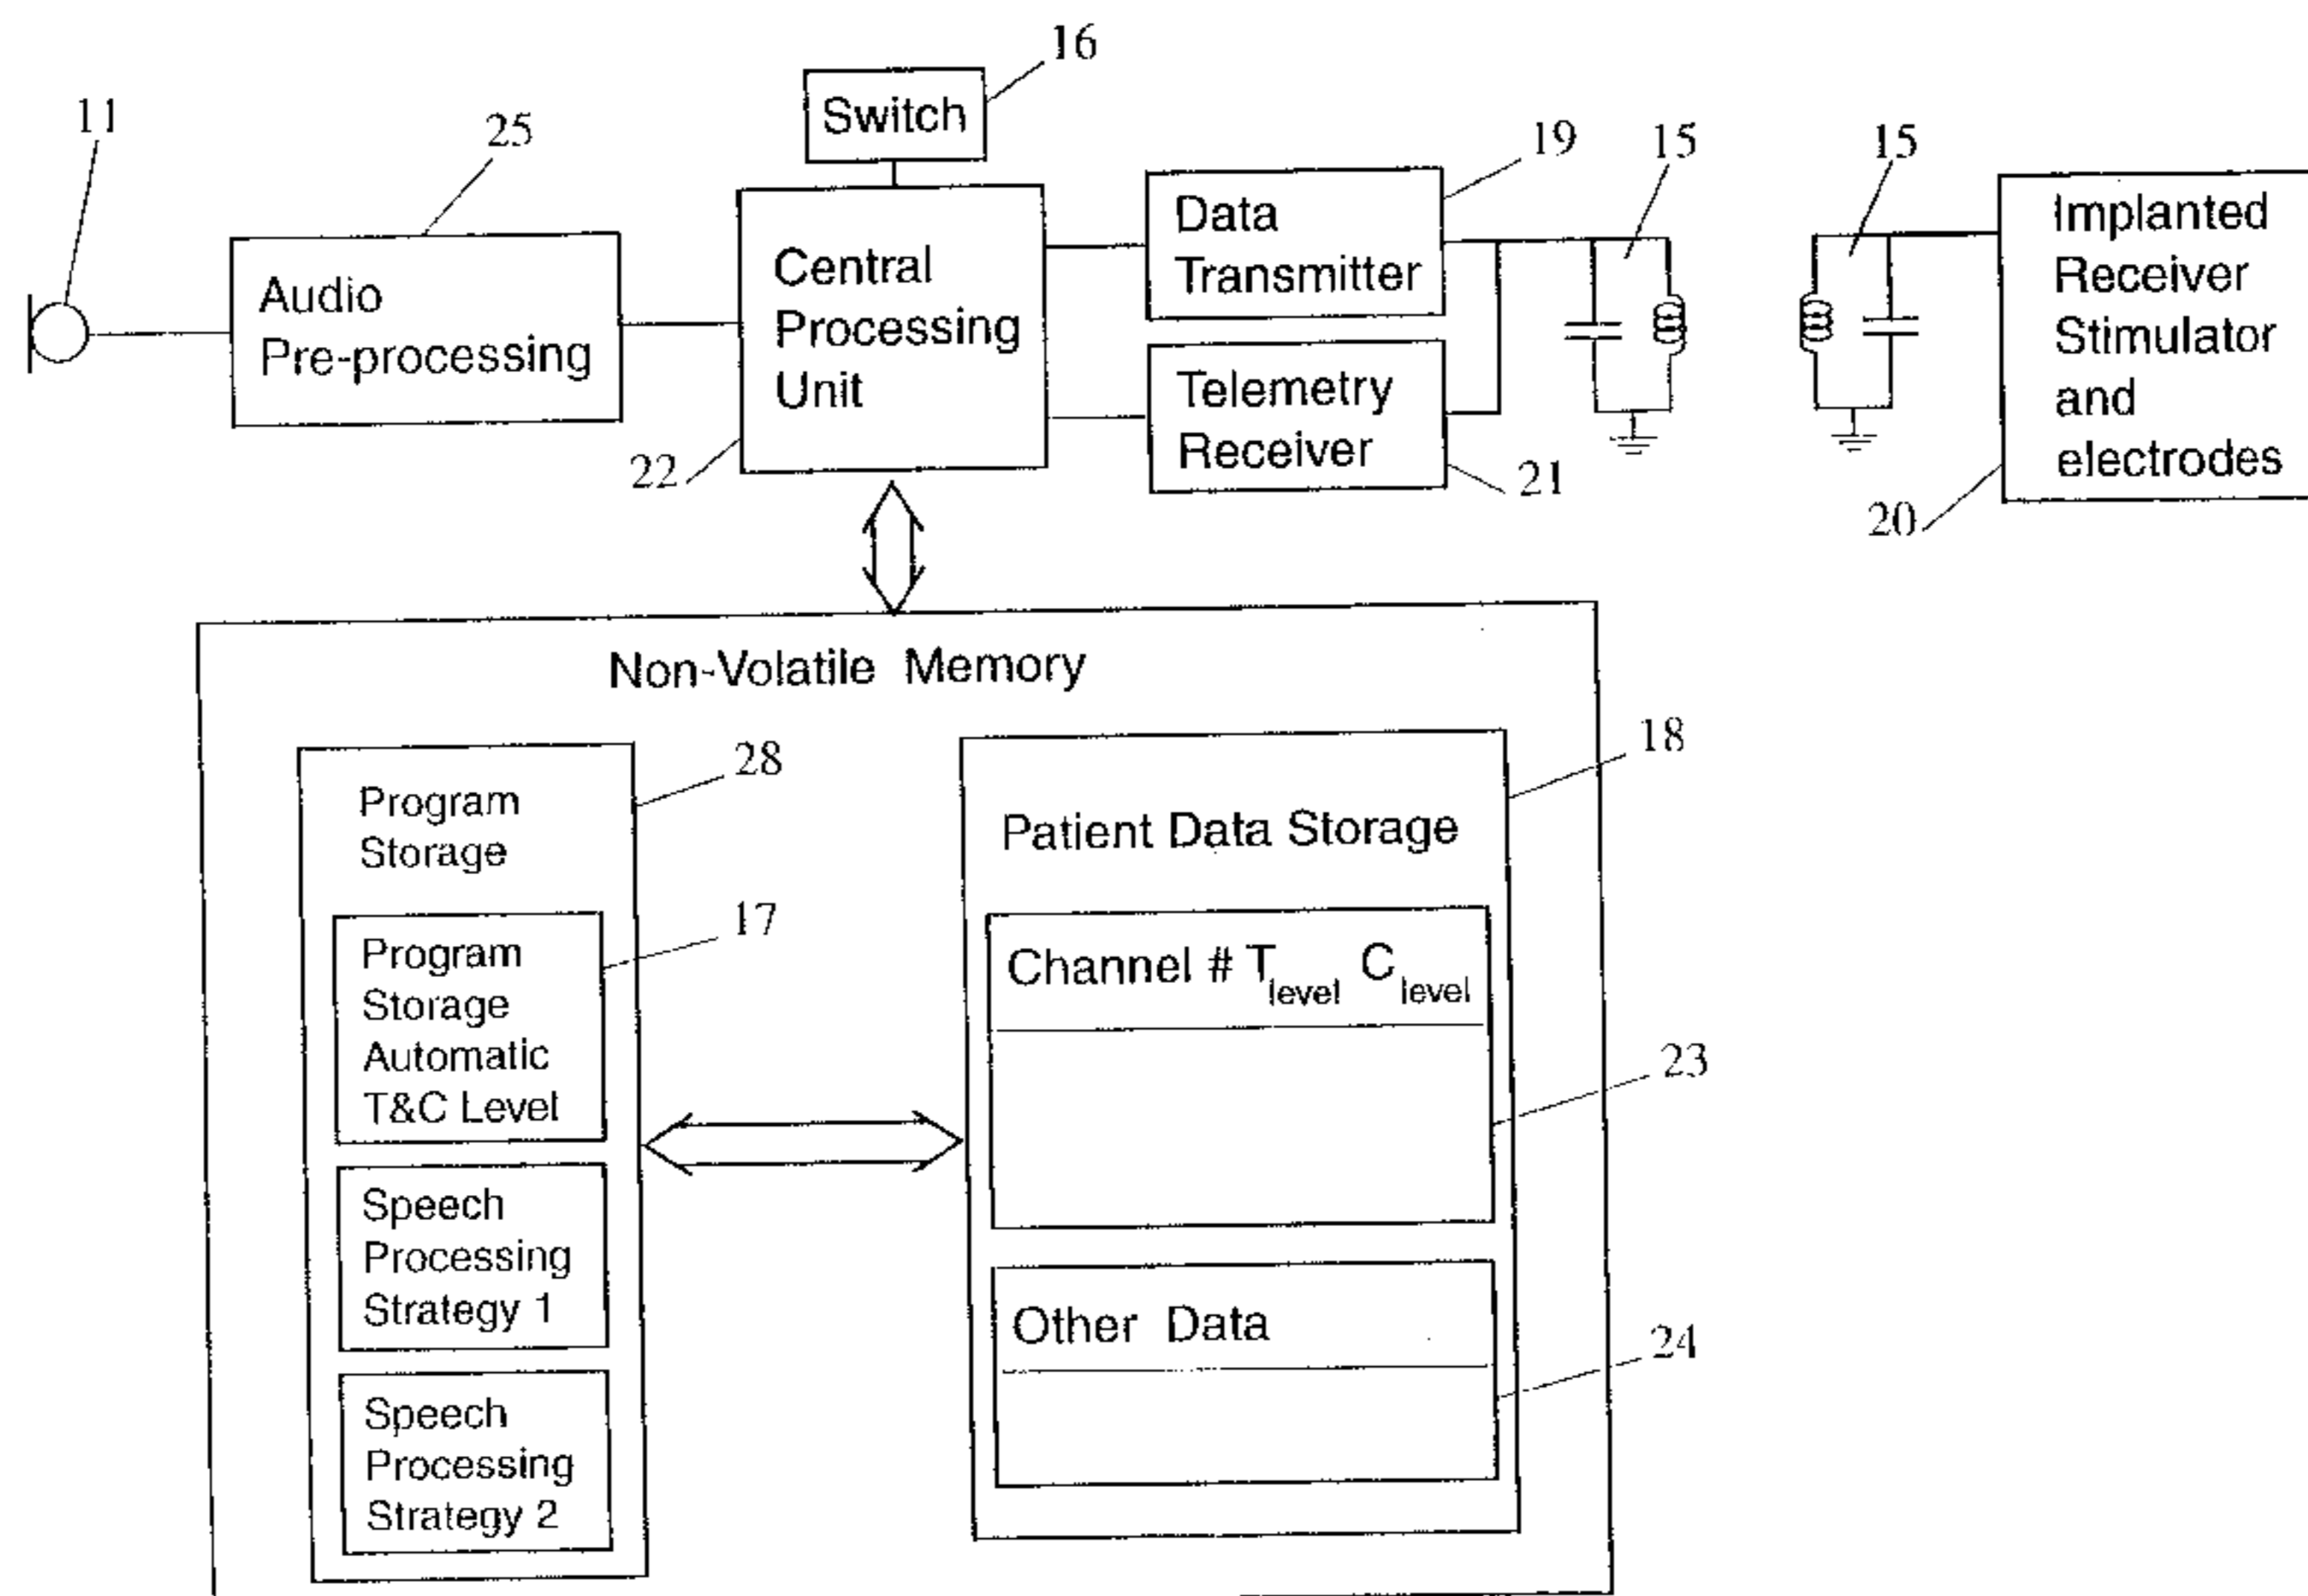 16
11
25
Switch
19
15
15
Audio
Pre-processing
Central
Processing
Unit
Data
Transmitter
Telemetry
Receiver
Implanted
Receiver
Stimulator
and
electrodes
22
21
20
Non-Volatile Memory
28
18
Program
Storage
Patient Data Storage
17
Program
Storage
Automatic
T&C Level
Channel # Tlevel Clevel
23
Speech
Processing
Strategy 1
Other Data
24
Speech
Processing
Strategy 2